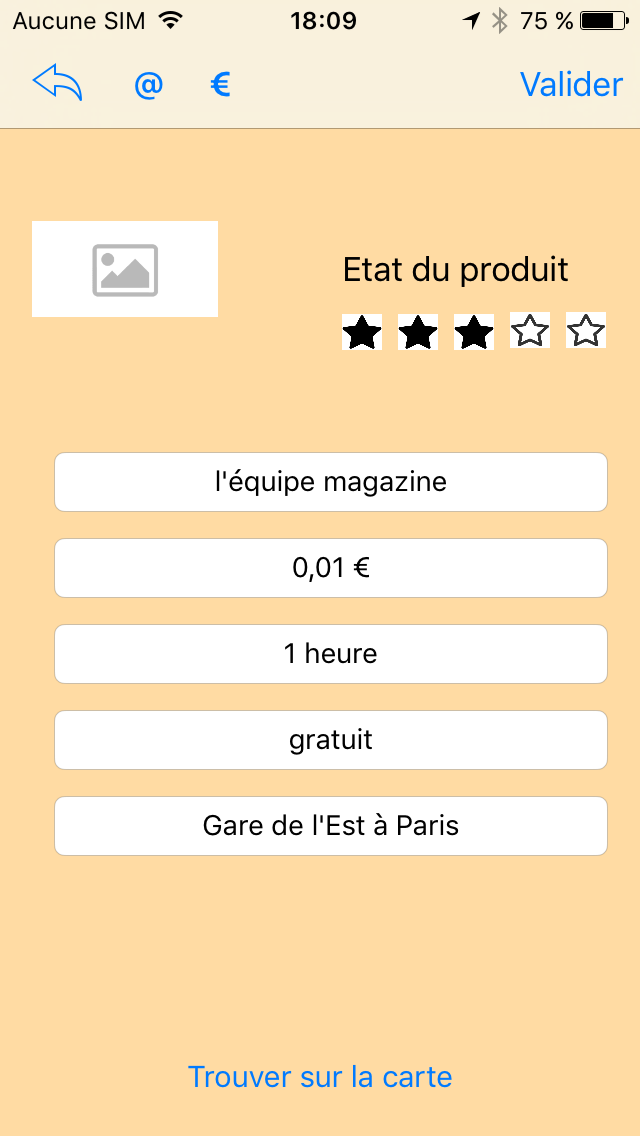 Aucune SIM 18:09 75 %
@ € Valider
Etat du produit
l'équipe magazine
0,01 €
1 heure
gratuit
Gare de l'Est à Paris
Trouver sur la carte